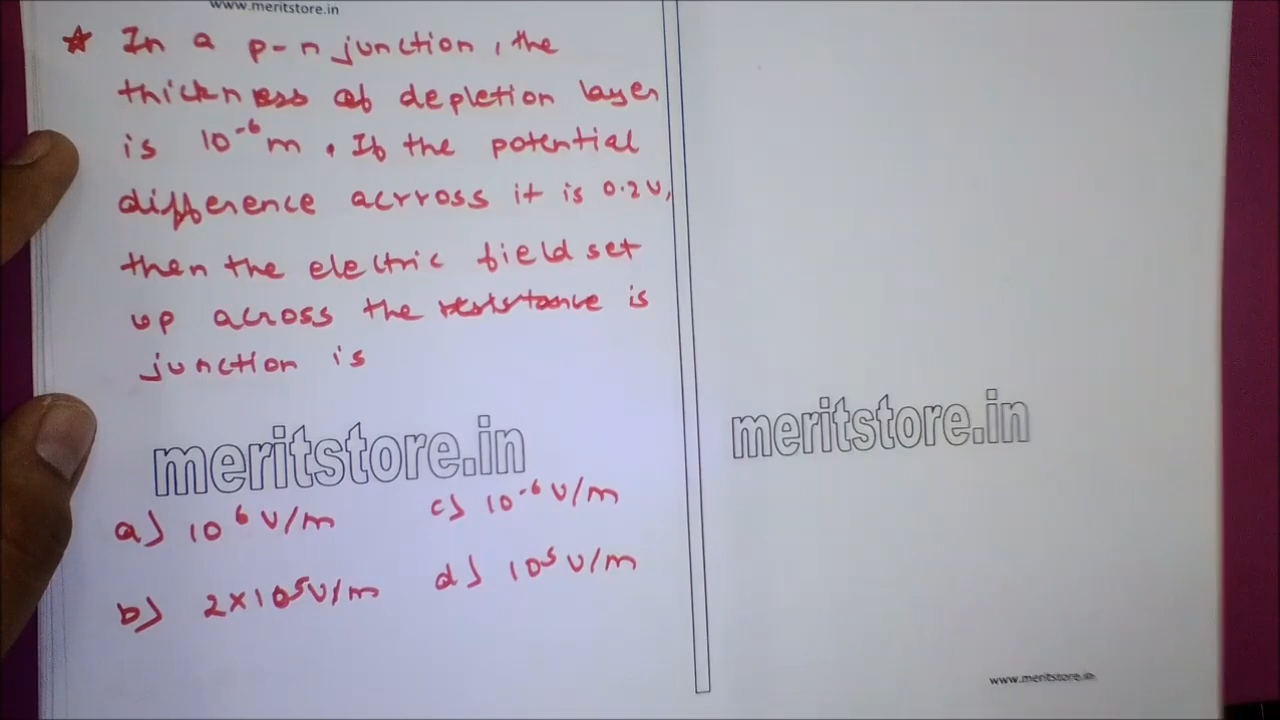 www.meritstore.in
In a p-n junction, the
thickness of depletion layer
is 10⁻⁶ m. If the potential
difference acrross it is 0.2V,
then the electric field set
up across the resistance is
junction is
meritstore.in
meritstore.in
a) 10⁶ V/m
c) 10⁻⁶ V/m
b) 2×10⁵ V/m
d) 10⁵ V/m
www.meritstore.in